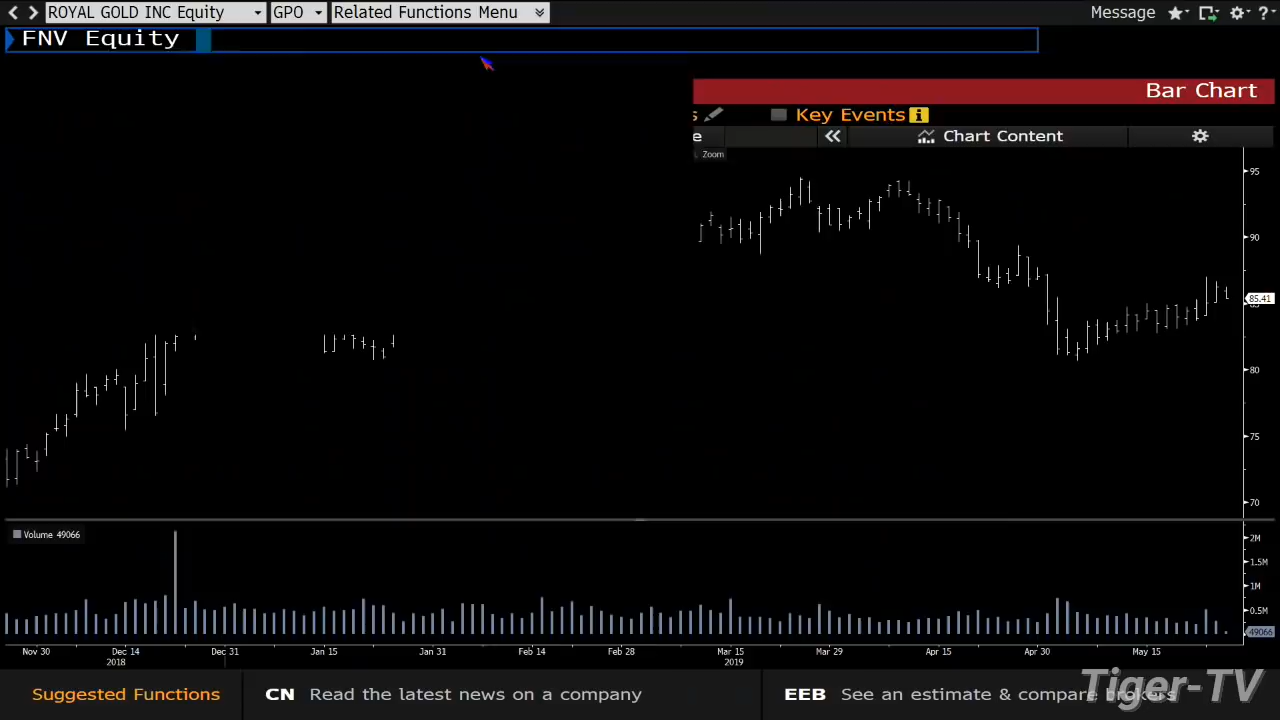 ROYAL GOLD INC Equity GPO Related Functions Menu Message ?
FNV Equity
Bar Chart
s Key Events i
e « Chart Content
Zoom
95
90
85.41
80
75
70
Volume 49066
2M
1.5M
1M
0.5M
49066
Nov 30 Dec 14 Dec 31 Jan 15 Jan 31 Feb 14 Feb 28 Mar 15 Mar 29 Apr 15 Apr 30 May 15
2018 2019
Suggested Functions CN Read the latest news on a company EEB See an estimate & compare brokers
Tiger-TV